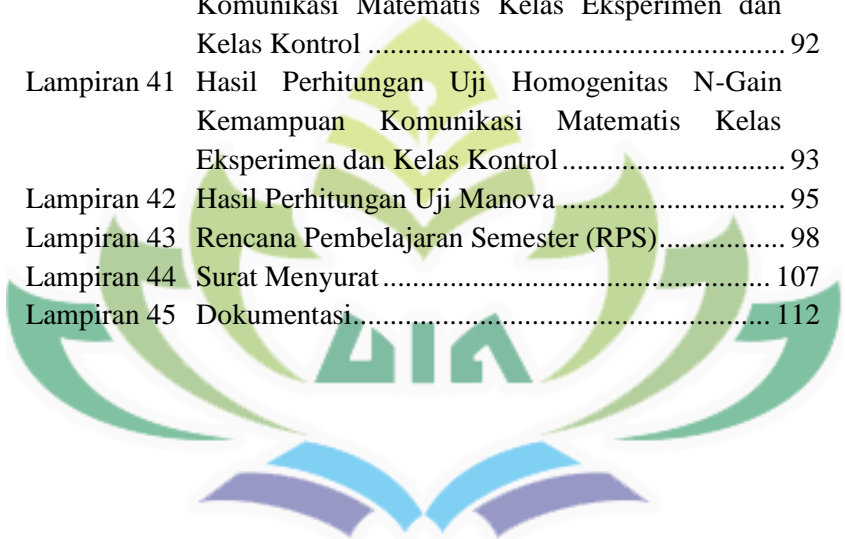 Komunikasi Matematis Kelas Eksperimen dan
Kelas Kontrol ........................................................ 92
Lampiran 41 Hasil Perhitungan Uji Homogenitas N-Gain
Kemampuan Komunikasi Matematis Kelas
Eksperimen dan Kelas Kontrol .............................. 93
Lampiran 42 Hasil Perhitungan Uji Manova .............................. 95
Lampiran 43 Rencana Pembelajaran Semester (RPS)................. 98
Lampiran 44 Surat Menyurat .................................................... 107
Lampiran 45 Dokumentasi........................................................ 112
UIN